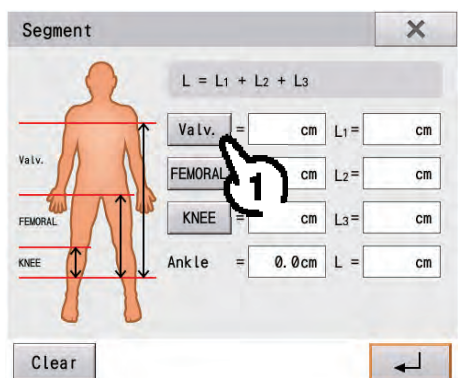 Segment
L = L1 + L2 + L3
Valv. = cm L1= cm
FEMORAL cm L2= cm
KNEE = cm L3= cm
Ankle = 0.0cm L = cm
Valv.
FEMORAL
KNEE
1
Clear